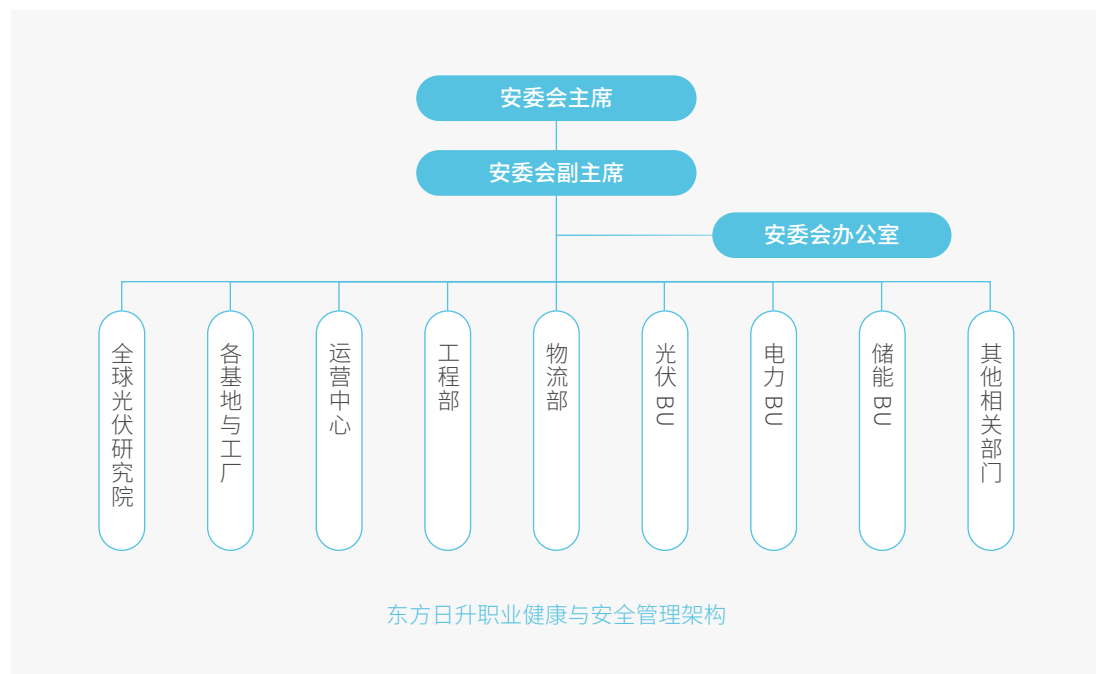 安委会主席
安委会副主席
安委会办公室
全球光伏研究院
各基地与工厂
运营中心
工程部
物流部
光伏 BU
电力 BU
储能 BU
其他相关部门
东方日升职业健康与安全管理架构